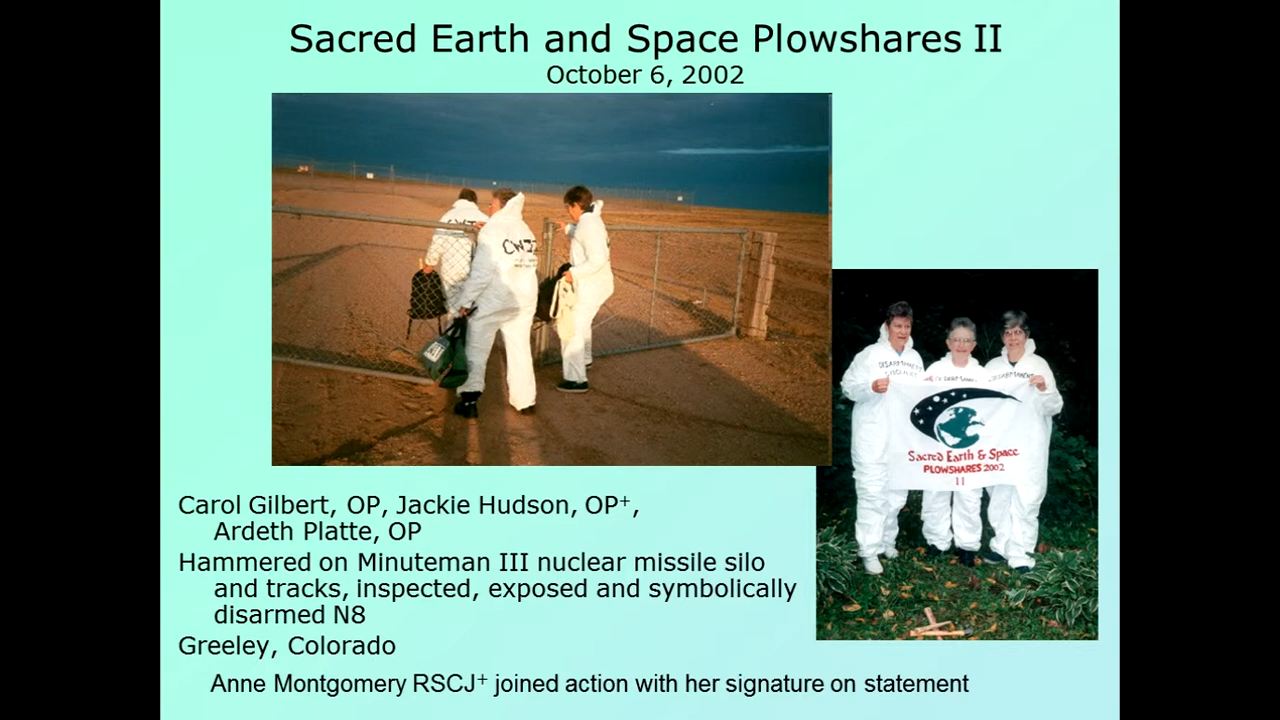 Sacred Earth and Space Plowshares II
October 6, 2002
CWIT
DISARMAMENT
Sacred Earth & Space
PLOWSHARES 2002
II
Carol Gilbert, OP, Jackie Hudson, OP+,
Ardeth Platte, OP
Hammered on Minuteman III nuclear missile silo
and tracks, inspected, exposed and symbolically
disarmed N8
Greeley, Colorado
Anne Montgomery RSCJ+ joined action with her signature on statement